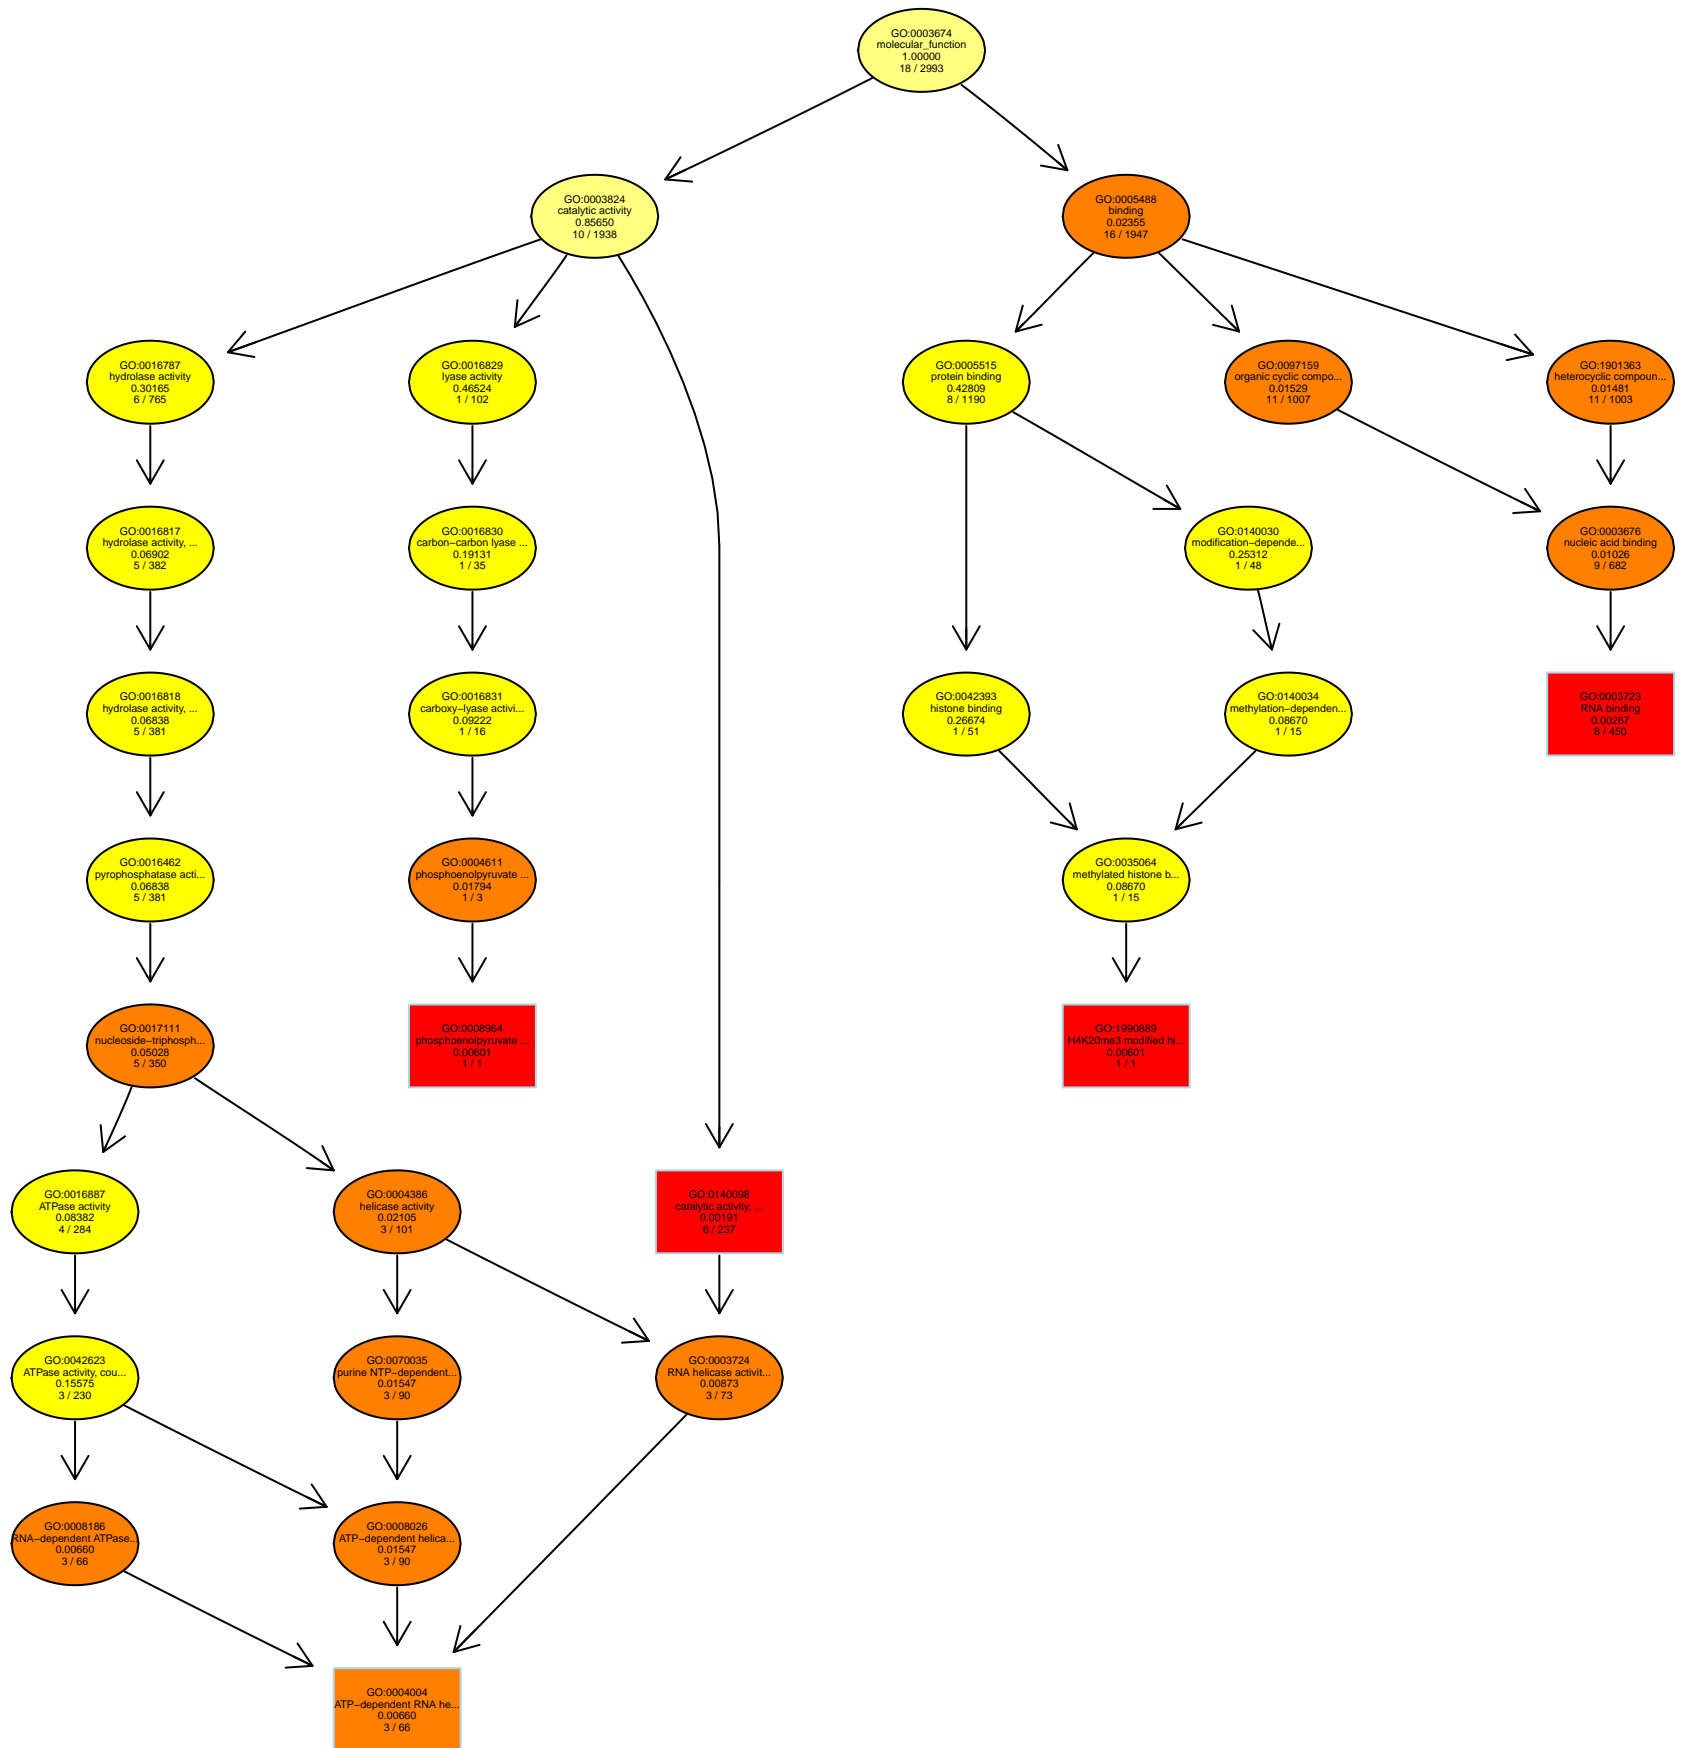 GO:0003674
molecular_function
1.00000
18 / 2993
GO:0003824
catalytic activity
0.85650
10 / 1938
GO:0005488
binding
0.02355
16 / 1947
GO:0016787
hydrolase activity
0.30165
6 / 765
GO:0016829
lyase activity
0.46524
1 / 102
GO:0005515
protein binding
0.42809
8 / 1190
GO:0097159
organic cyclic compo...
0.01529
11 / 1007
GO:1901363
heterocyclic compoun...
0.01481
11 / 1003
GO:0016817
hydrolase activity, ...
0.06902
5 / 382
GO:0016830
carbon−carbon lyase ...
0.19131
1 / 35
GO:0140030
modification−depende...
0.25312
1 / 48
GO:0003676
nucleic acid binding
0.01026
9 / 682
GO:0016818
hydrolase activity, ...
0.06838
5 / 381
GO:0016831
carboxy−lyase activi...
0.09222
1 / 16
GO:0042393
histone binding
0.26674
1 / 51
GO:0140034
methylation−dependen...
0.08670
1 / 15
GO:0003723
RNA binding
0.00267
8 / 450
GO:0016462
pyrophosphatase acti...
0.06838
5 / 381
GO:0004611
phosphoenolpyruvate ...
0.01794
1 / 3
GO:0035064
methylated histone b...
0.08670
1 / 15
GO:0017111
nucleoside−triphosph...
0.05028
5 / 350
GO:0008964
phosphoenolpyruvate ...
0.00601
1 / 1
GO:1990889
H4K20me3 modified hi...
0.00601
1 / 1
GO:0016887
ATPase activity
0.08382
4 / 284
GO:0004386
helicase activity
0.02105
3 / 101
GO:0140098
catalytic activity, ...
0.00191
6 / 237
GO:0042623
ATPase activity, cou...
0.15575
3 / 230
GO:0070035
purine NTP−dependent...
0.01547
3 / 90
GO:0003724
RNA helicase activit...
0.00873
3 / 73
GO:0008186
RNA−dependent ATPase...
0.00660
3 / 66
GO:0008026
ATP−dependent helica...
0.01547
3 / 90
GO:0004004
ATP−dependent RNA he...
0.00660
3 / 66